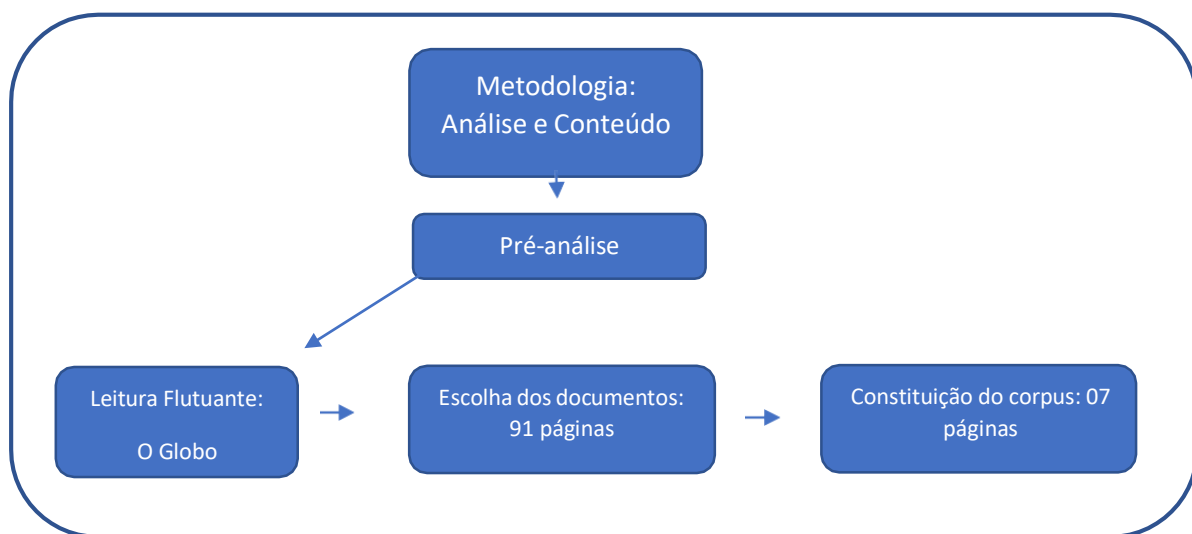 Metodologia:
Análise e Conteúdo
Pré-análise
Leitura Flutuante:
O Globo
Escolha dos documentos:
91 páginas
Constituição do corpus: 07
páginas